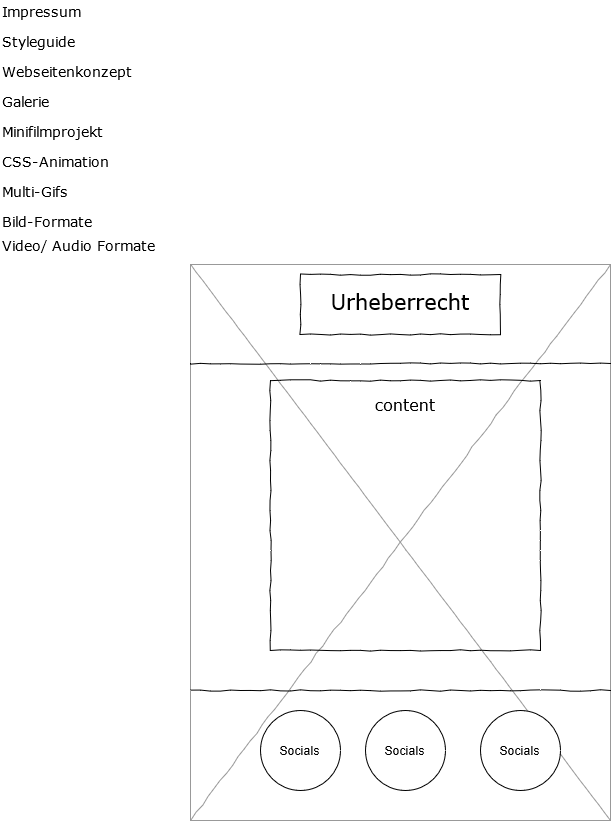 Impressum
Styleguide
Webseitenkonzept
Galerie
Minifilmprojekt
CSS-Animation
Multi-Gifs
Bild-Formate
Video/ Audio Formate
Urheberrecht
content
Socials Socials Socials